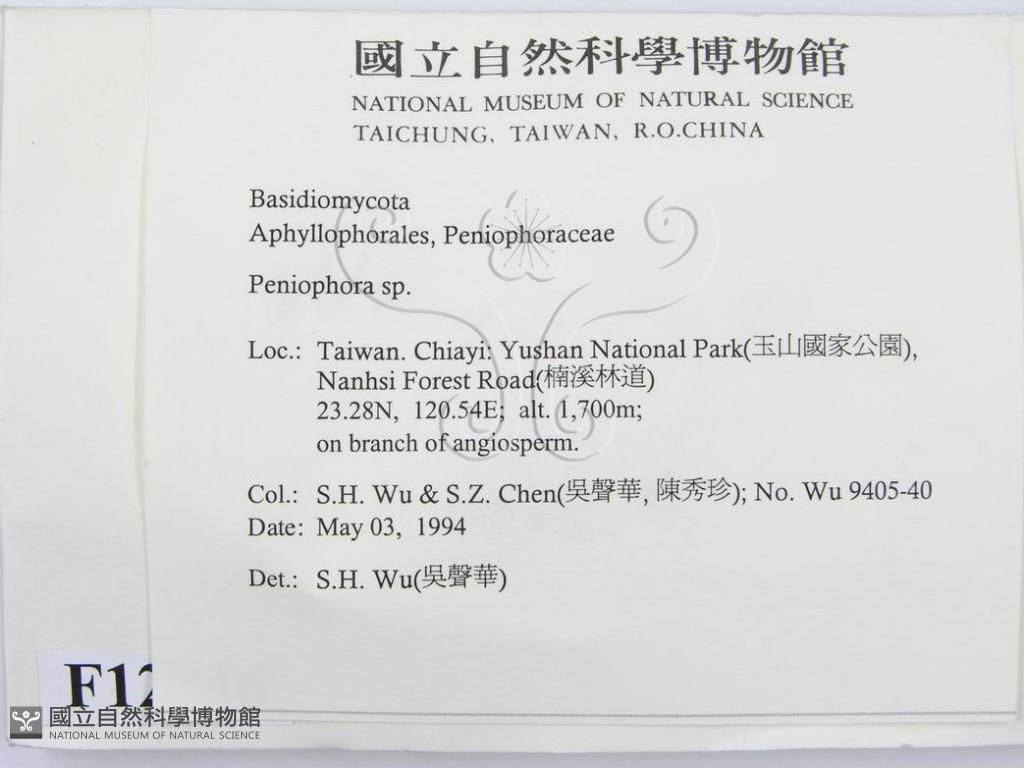 國立自然科學博物館
NATIONAL MUSEUM OF NATURAL SCIENCE
TAICHUNG, TAIWAN, R.O.CHINA
Basidiomycota
Aphyllophorales, Peniophoraceae
Peniophora sp.
Loc.: Taiwan. Chiayi: Yushan National Park(玉山國家公園),
Nanhsi Forest Road(楠溪林道)
23.28N, 120.54E; alt. 1,700m;
on branch of angiosperm.
Col.: S.H. Wu & S.Z. Chen(吳聲華, 陳秀珍); No. Wu 9405-40
Date: May 03, 1994
Det.: S.H. Wu(吳聲華)
國立自然科學博物館
NATIONAL MUSEUM OF NATURAL SCIENCE